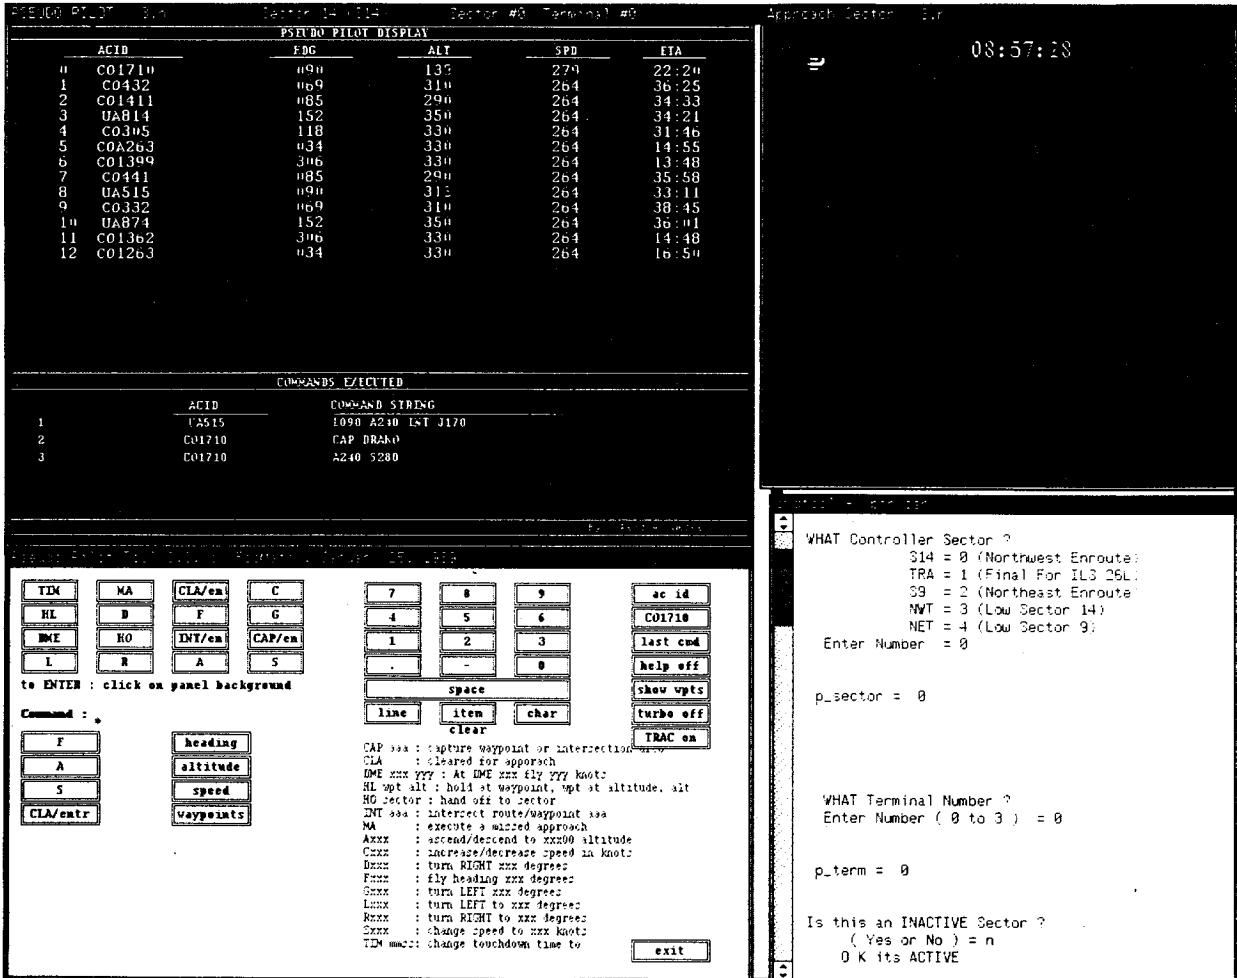 PSEUDO PILOT
Sector 14 (S14)
Sector #0 Terminal #0
PSEUDO PILOT DISPLAY
ACID HDG ALT SPD ETA
0 CO1710 090 279 22:20
1 CO432 069 310 264 36:25
2 CO1411 085 290 264 34:33
3 UA814 152 350 264 34:21
4 CO305 118 330 264 31:46
5 COA263 034 330 264 14:55
6 CO1399 306 330 264 13:48
7 CO441 085 290 264 35:58
8 UA515 090 264 33:11
9 CO332 069 310 264 38:45
10 UA874 152 350 264 36:01
11 CO1362 306 330 264 14:48
12 CO1263 034 330 264 16:50
COMMANDS EXECUTED
ACID COMMAND STRING
1 UA515 L090 A240 INT J170
2 CO1710 CAP DRAKO
3 CO1710 A240 S280
Approach Sector
08:57:28
TIM MA CLA/en C
HL D F G
DME HO INT/en CAP/en
L R A S
to ENTER : click on panel background
Command :
F heading
A altitude
S speed
CLA/entr waypoints
7 8 9
4 5 6
1 2 3
. - 0
space
line item char
clear
ac id
CO1710
last cmd
help off
show wpts
turbo off
TRAC on
CAP aaa : capture waypoint or intersection area
CLA : cleared for apporach
DME xxx yyy : At DME xxx fly yyy knots
HL wpt alt : hold at waypoint, wpt at altitude, alt
HO sector : hand off to sector
INT aaa : intersect route/waypoint aaa
MA : execute a missed approach
Axxx : ascend/descend to xxx00 altitude
Cxxx : increase/decrease speed in knots
Dxxx : turn RIGHT xxx degrees
Fxxx : fly heading xxx degrees
Gxxx : turn LEFT xxx degrees
Lxxx : turn LEFT to xxx degrees
Rxxx : turn RIGHT to xxx degrees
Sxxx : change speed to xxx knots
TIM mmss: change touchdown time to
exit
WHAT Controller Sector ?
S14 = 0 (Northwest Enroute)
TRA = 1 (Final For ILS 26L)
S9 = 2 (Northeast Enroute)
NWT = 3 (Low Sector 14)
NET = 4 (Low Sector 9)
Enter Number = 0
p_sector = 0
WHAT Terminal Number ?
Enter Number ( 0 to 3 ) = 0
p_term = 0
Is this an INACTIVE Sector ?
( Yes or No ) = n
O K its ACTIVE